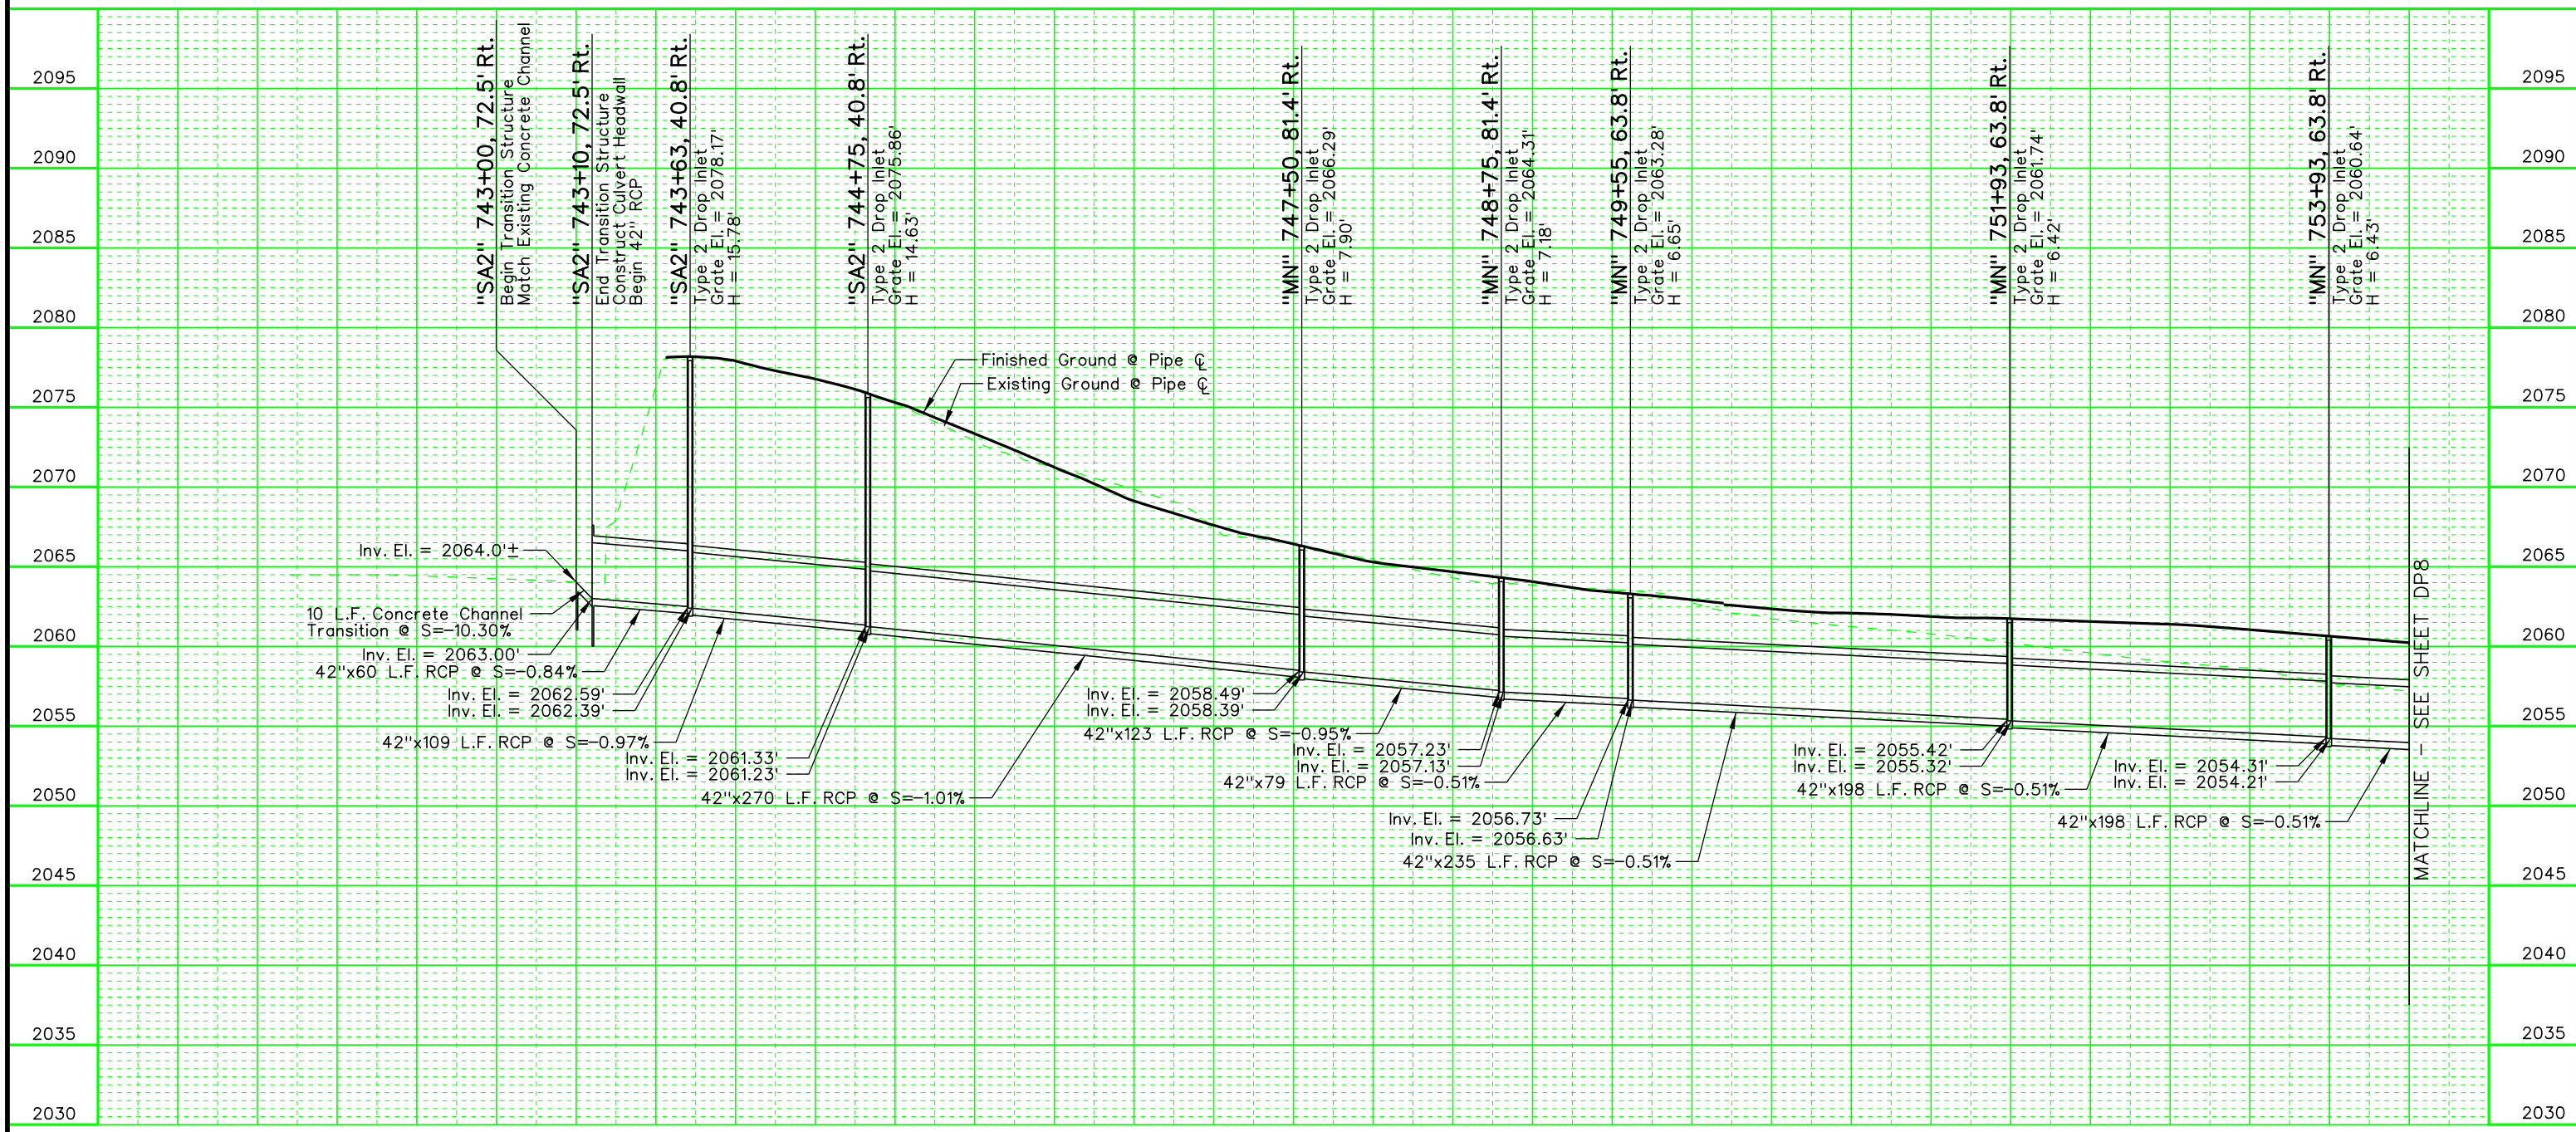 "SA2" 743+00, 72.5' Rt.
Begin Transition Structure
Match Existing Concrete Channel
"SA2" 743+10, 72.5' Rt.
End Transition Structure
Construct Culvert Headwall
Begin 42" RCP
"SA2" 743+63, 40.8' Rt.
Type 2 Drop Inlet
Grate El. = 2078.17'
H = 15.78'
"SA2" 744+75, 40.8' Rt.
Type 2 Drop Inlet
Grate El. = 2075.86'
H = 14.63'
"MN" 747+50, 81.4' Rt.
Type 2 Drop Inlet
Grate El. = 2066.29'
H = 7.90'
"MN" 748+75, 81.4' Rt.
Type 2 Drop Inlet
Grate El. = 2064.31'
H = 7.18'
"MN" 749+55, 63.8' Rt.
Type 2 Drop Inlet
Grate El. = 2063.28'
H = 6.65'
"MN" 751+93, 63.8' Rt.
Type 2 Drop Inlet
Grate El. = 2061.74'
H = 6.42'
"MN" 753+93, 63.8' Rt.
Type 2 Drop Inlet
Grate El. = 2060.64'
H = 6.43'
2095
2090
2085
2080
2075
2070
2065
2060
2055
2050
2045
2040
2035
2030
Finished Ground @ Pipe ℄
Existing Ground @ Pipe ℄
Inv. El. = 2064.0'±
10 L.F. Concrete Channel
Transition @ S=-10.30%
Inv. El. = 2063.00'
42"x60 L.F. RCP @ S=-0.84%
Inv. El. = 2062.59'
Inv. El. = 2062.39'
42"x109 L.F. RCP @ S=-0.97%
Inv. El. = 2061.33'
Inv. El. = 2061.23'
42"x270 L.F. RCP @ S=-1.01%
Inv. El. = 2058.49'
Inv. El. = 2058.39'
42"x123 L.F. RCP @ S=-0.95%
Inv. El. = 2057.23'
Inv. El. = 2057.13'
42"x79 L.F. RCP @ S=-0.51%
Inv. El. = 2056.73'
Inv. El. = 2056.63'
42"x235 L.F. RCP @ S=-0.51%
Inv. El. = 2055.42'
Inv. El. = 2055.32'
42"x198 L.F. RCP @ S=-0.51%
Inv. El. = 2054.31'
Inv. El. = 2054.21'
42"x198 L.F. RCP @ S=-0.51%
MATCHLINE - SEE SHEET DP8
2095
2090
2085
2080
2075
2070
2065
2060
2055
2050
2045
2040
2035
2030